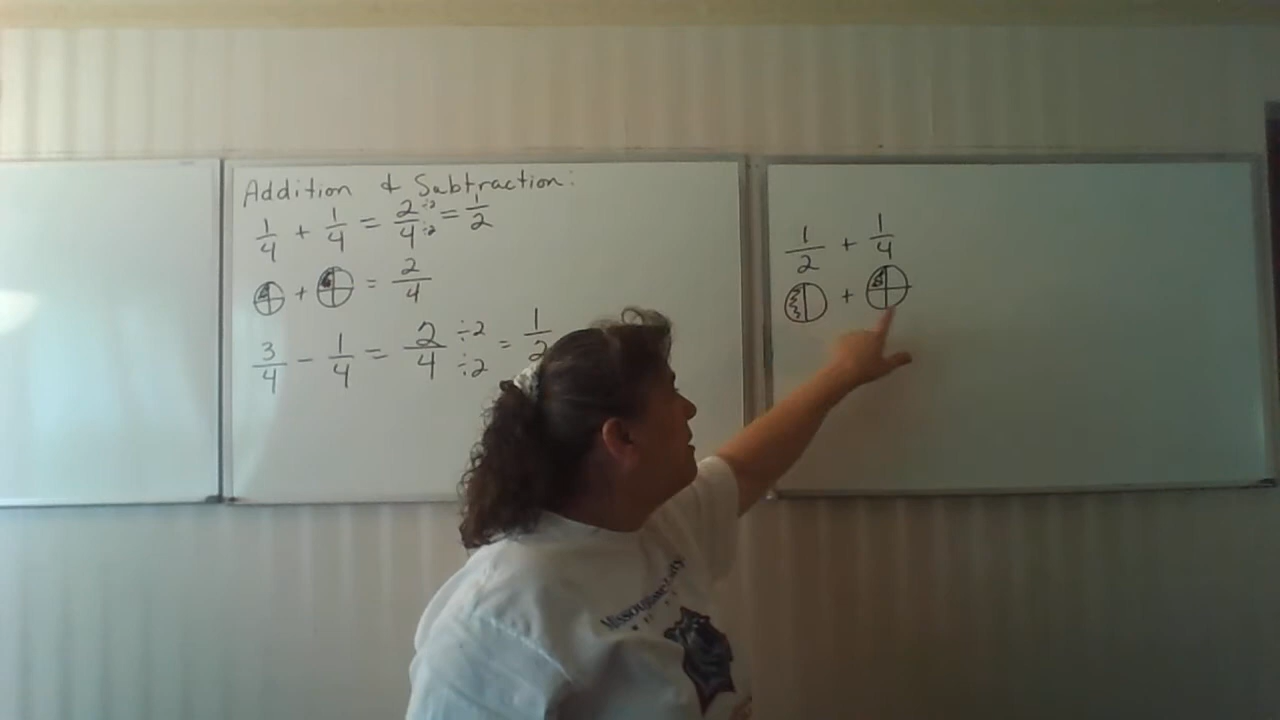 Addition & Subtraction:
1/4 + 1/4 = 2/4 ÷2/÷2 = 1/2
+ = 2/4
3/4 - 1/4 = 2/4 ÷2/÷2 = 1/2
1/2 + 1/4
+